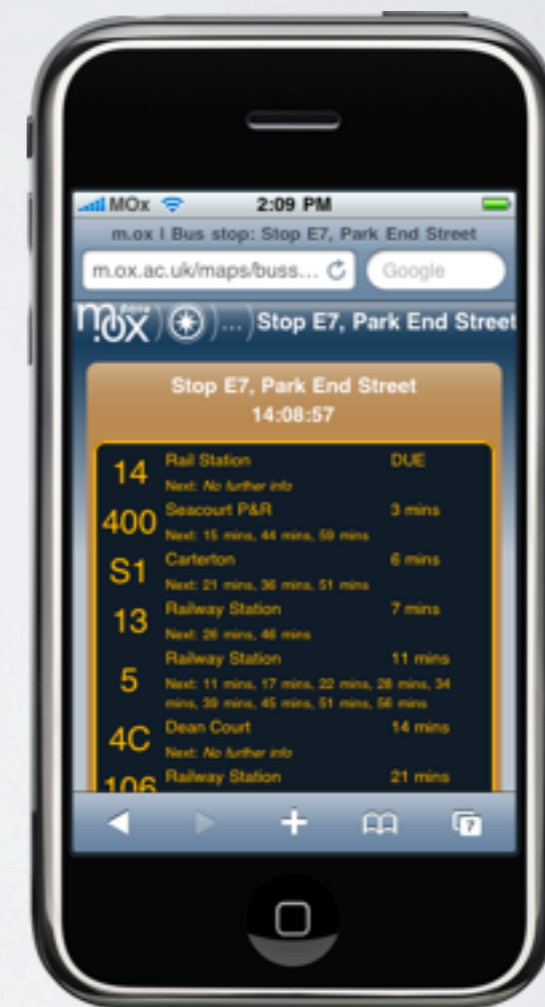 MOx 2:09 PM
m.ox | Bus stop: Stop E7, Park End Street
m.ox.ac.uk/maps/buss... Google
m.ox ... Stop E7, Park End Street
Stop E7, Park End Street
14:08:57
14 Rail Station DUE
Next: No further info
400 Seacourt P&R 3 mins
Next: 15 mins, 44 mins, 59 mins
S1 Carterton 6 mins
Next: 21 mins, 36 mins, 51 mins
13 Railway Station 7 mins
Next: 26 mins, 46 mins
5 Railway Station 11 mins
Next: 11 mins, 17 mins, 22 mins, 28 mins, 34
mins, 39 mins, 45 mins, 51 mins, 56 mins
4C Dean Court 14 mins
Next: No further info
106 Railway Station 21 mins
7